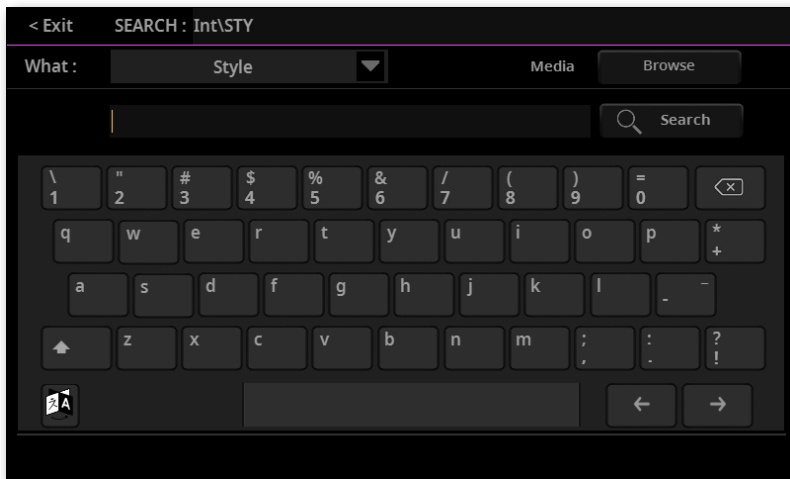 < Exit SEARCH : Int\STY
What : Style Media Browse
Search
\ " # $ % & / ( ) =
1 2 3 4 5 6 7 8 9 0
q w e r t y u i o p *
+
a s d f g h j k l - _
z x c v b n m ; : ?
, . !
文 A
← →